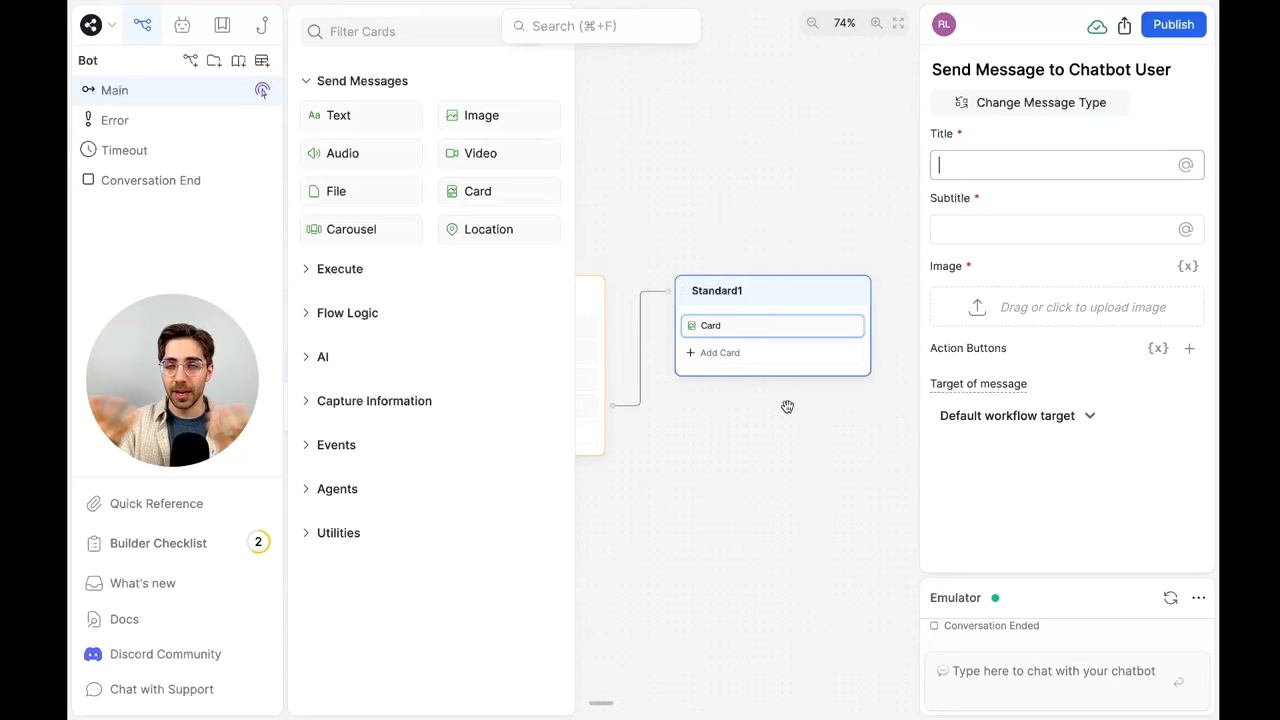 Bot
Main
Error
Timeout
Conversation End
Quick Reference
Builder Checklist
2
What's new
Docs
Discord Community
Chat with Support
Filter Cards
Send Messages
Aa Text
Image
Audio
Video
File
Card
Carousel
Location
Execute
Flow Logic
AI
Capture Information
Events
Agents
Utilities
Search (⌘+F)
74%
Standard1
Card
+ Add Card
RL
Publish
Send Message to Chatbot User
Change Message Type
Title *
@
Subtitle *
@
Image *
{x}
Drag or click to upload image
Action Buttons
{x} +
Target of message
Default workflow target
Emulator
Conversation Ended
Type here to chat with your chatbot